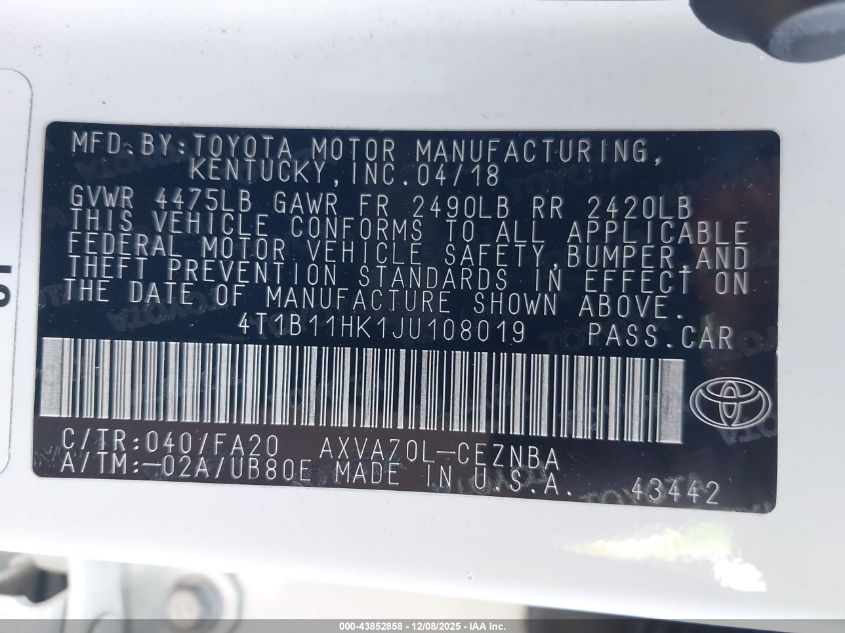 MFD.BY:TOYOTA MOTOR MANUFACTURING,
KENTUCKY, INC. 04/18
GVWR 4475LB GAWR FR 2490LB RR 2420LB
THIS VEHICLE CONFORMS TO ALL APPLICABLE
FEDERAL MOTOR VEHICLE SAFETY, BUMPER, AND
THEFT PREVENTION STANDARDS IN EFFECT ON
THE DATE OF MANUFACTURE SHOWN ABOVE.
4T1B11HK1JU108019 PASS.CAR
C/TR:040/FA20 AXVA70L-CEZNBA
A/TM:-02A/UB80E MADE IN U.S.A. 43442
000-43852858 - 12/08/2025 - IAA Inc.